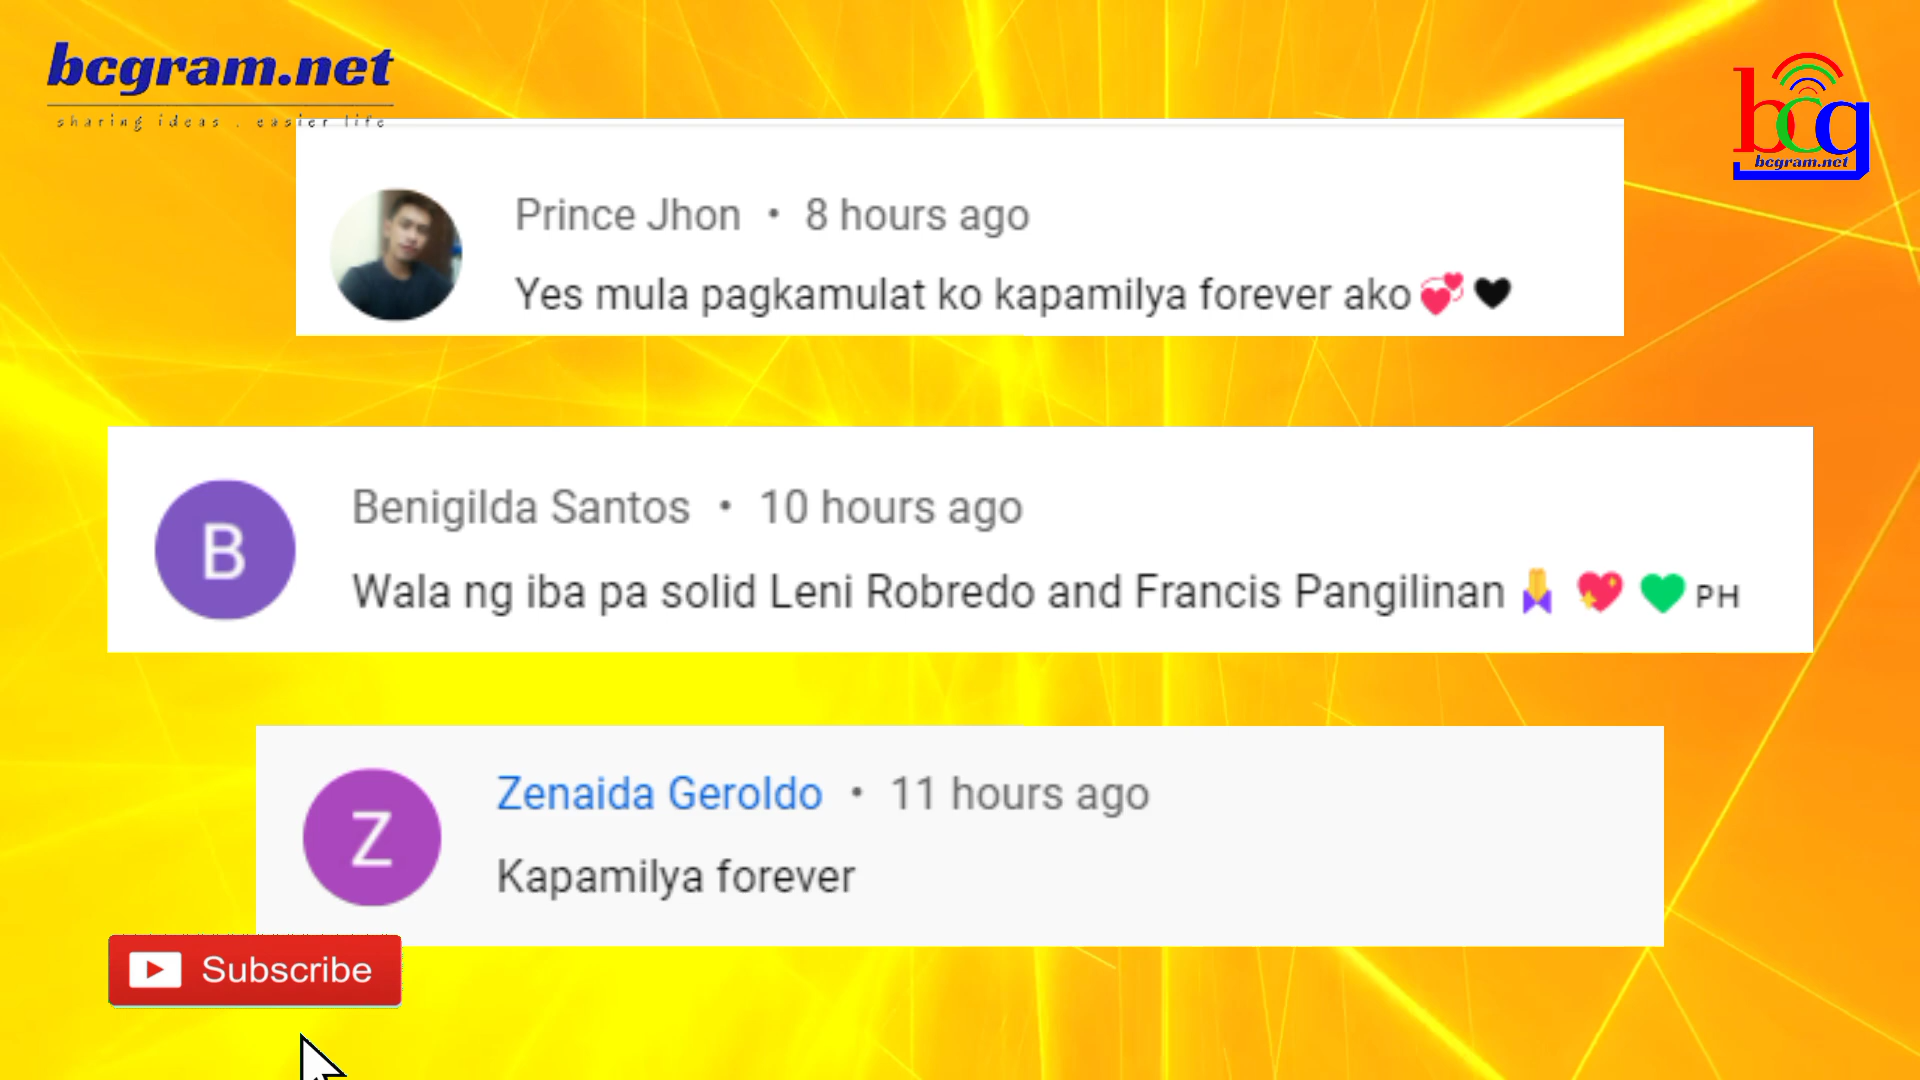 bcgram.net
sharing ideas . easier life
bcg
bcgram.net
Prince Jhon • 8 hours ago
Yes mula pagkamulat ko kapamilya forever ako💞🖤
B
Benigilda Santos • 10 hours ago
Wala ng iba pa solid Leni Robredo and Francis Pangilinan🙏 💖 💚 PH
Z
Zenaida Geroldo • 11 hours ago
Kapamilya forever
Subscribe